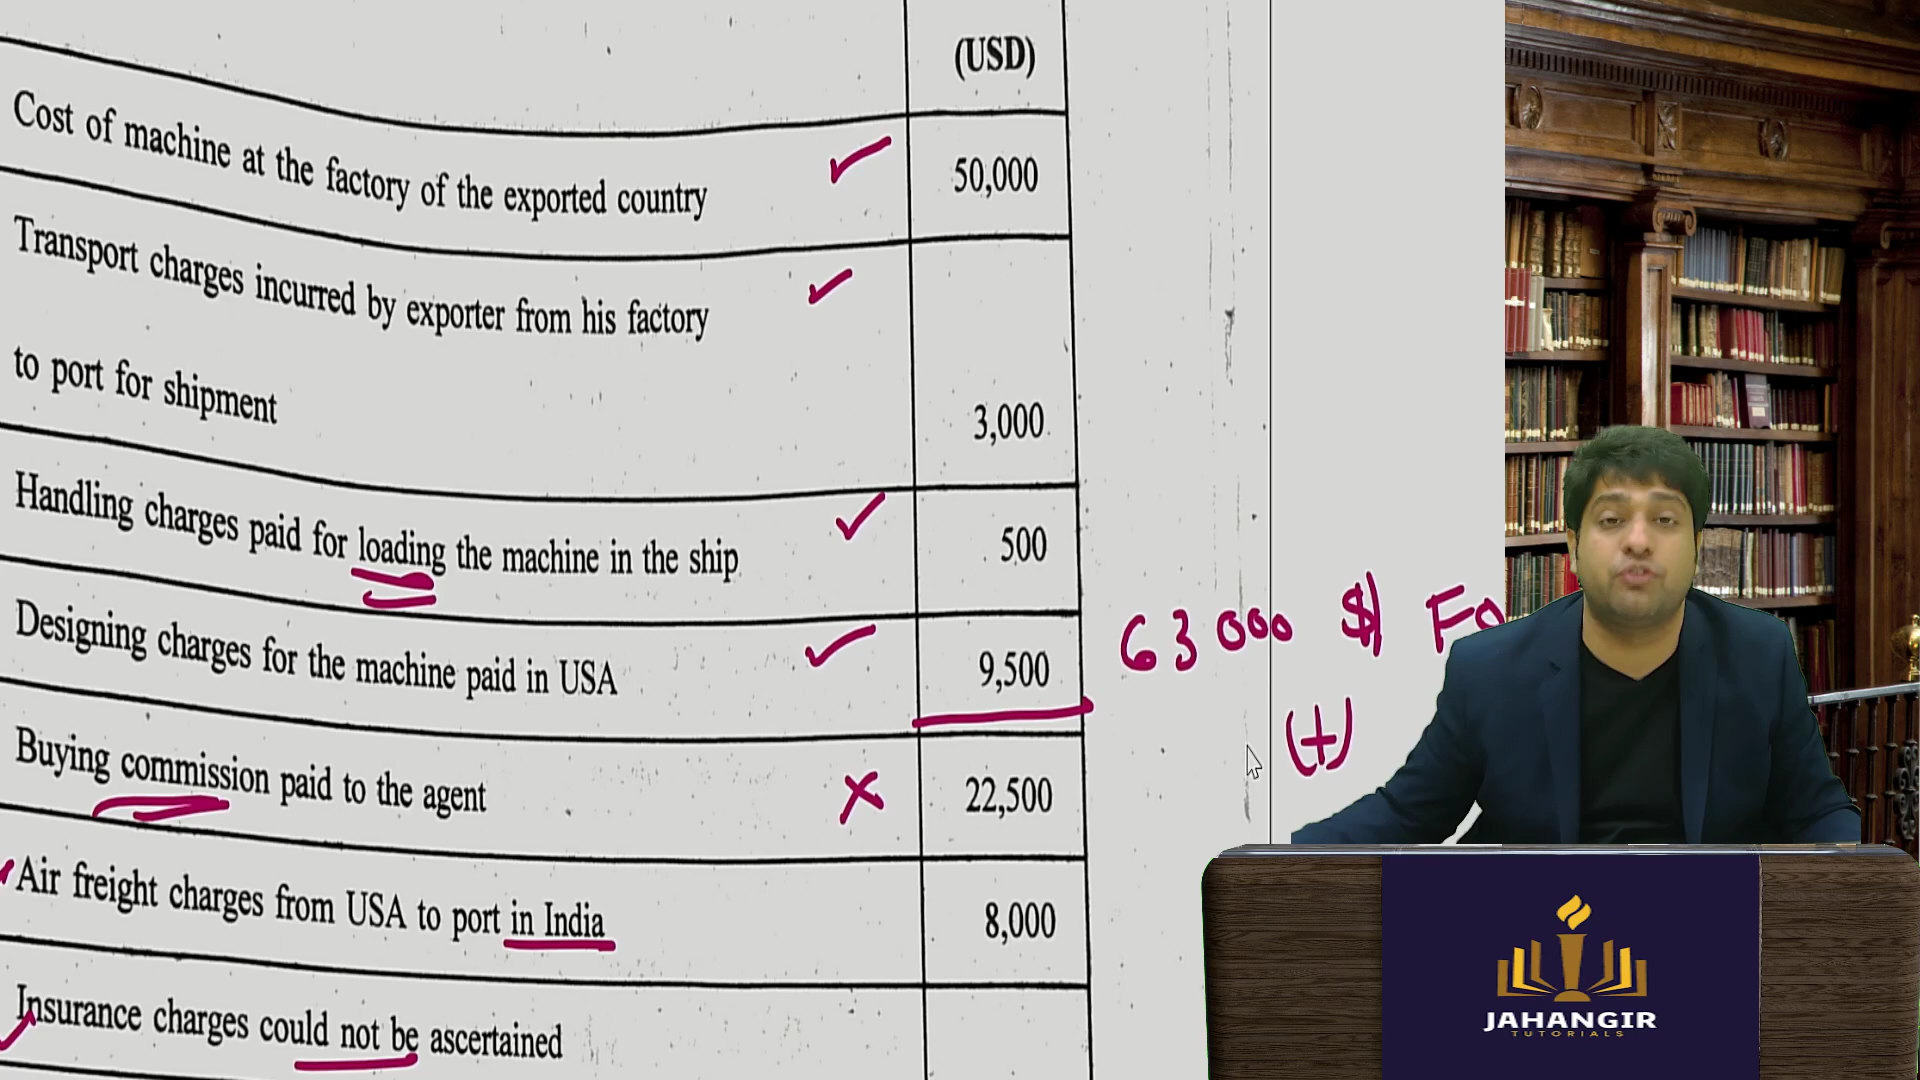 (USD)
Cost of machine at the factory of the exported country 50,000
Transport charges incurred by exporter from his factory
to port for shipment 3,000
Handling charges paid for loading the machine in the ship 500
Designing charges for the machine paid in USA 9,500
63000 $ FO
(+)
Buying commission paid to the agent 22,500
Air freight charges from USA to port in India 8,000
Insurance charges could not be ascertained
JAHANGIR
TUTORIALS